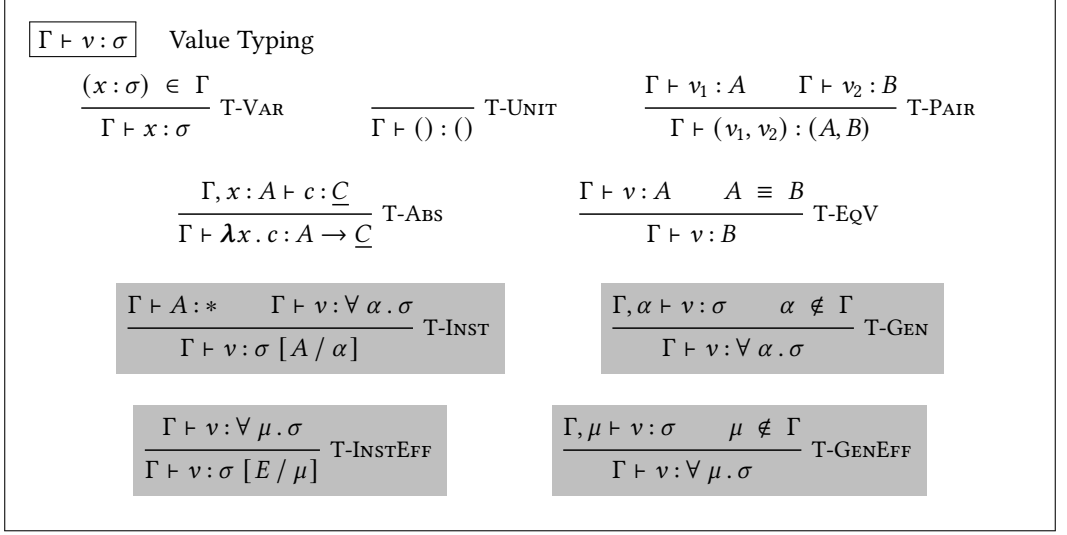 Γ ⊢ v : σ Value Typing
(x : σ) ∈ Γ
Γ ⊢ x : σ
T-Var
Γ ⊢ () : ()
T-Unit
Γ ⊢ v₁ : A Γ ⊢ v₂ : B
Γ ⊢ (v₁, v₂) : (A, B)
T-Pair
Γ, x : A ⊢ c : C̲
Γ ⊢ λx . c : A → C̲
T-Abs
Γ ⊢ v : A A ≡ B
Γ ⊢ v : B
T-EqV
Γ ⊢ A : ∗ Γ ⊢ v : ∀ α . σ
Γ ⊢ v : σ [A / α]
T-Inst
Γ, α ⊢ v : σ α ∉ Γ
Γ ⊢ v : ∀ α . σ
T-Gen
Γ ⊢ v : ∀ μ . σ
Γ ⊢ v : σ [E / μ]
T-InstEff
Γ, μ ⊢ v : σ μ ∉ Γ
Γ ⊢ v : ∀ μ . σ
T-GenEff